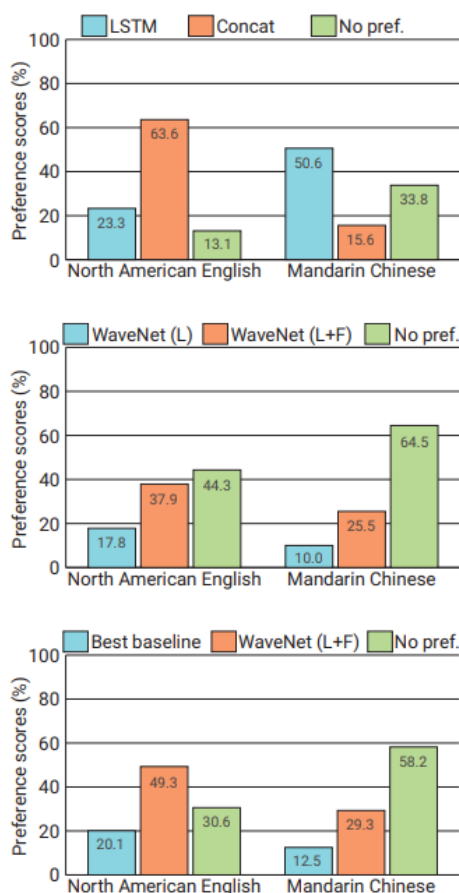 LSTM Concat No pref.
Preference scores (%)
100
80
60
40
20
0
23.3 63.6 13.1 50.6 15.6 33.8
North American English Mandarin Chinese
WaveNet (L) WaveNet (L+F) No pref.
Preference scores (%)
100
80
60
40
20
0
17.8 37.9 44.3 10.0 25.5 64.5
North American English Mandarin Chinese
Best baseline WaveNet (L+F) No pref.
Preference scores (%)
100
80
60
40
20
0
20.1 49.3 30.6 12.5 29.3 58.2
North American English Mandarin Chinese